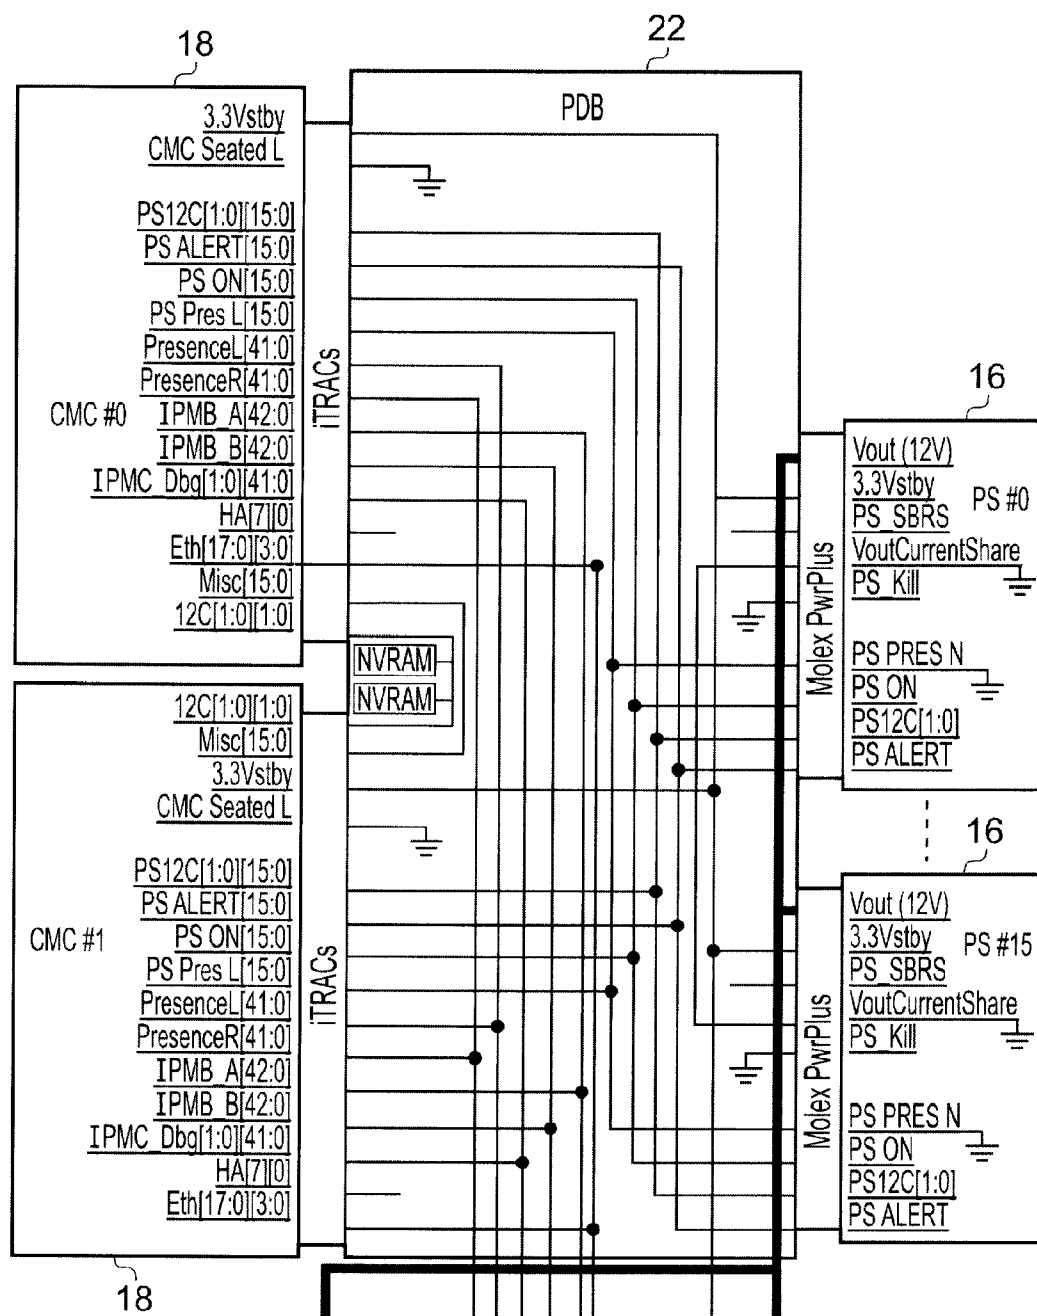 18
22
PDB
3.3Vstby
CMC Seated L
PS12C[1:0][15:0]
PS ALERT[15:0]
PS ON[15:0]
PS Pres L[15:0]
PresenceL[41:0]
PresenceR[41:0]
CMC #0
IPMB_A[42:0]
IPMB_B[42:0]
IPMC_Dbg[1:0][41:0]
HA[7][0]
Eth[17:0][3:0]
Misc[15:0]
12C[1:0][1:0]
iTRACs
NVRAM
NVRAM
16
Vout (12V)
3.3Vstby
PS #0
PS_SBRS
VoutCurrentShare
PS_Kill
Molex PwrPlus
PS PRES N
PS ON
PS12C[1:0]
PS ALERT
12C[1:0][1:0]
Misc[15:0]
3.3Vstby
CMC Seated L
PS12C[1:0][15:0]
PS ALERT[15:0]
CMC #1
PS ON[15:0]
PS Pres L[15:0]
PresenceL[41:0]
PresenceR[41:0]
IPMB_A[42:0]
IPMB_B[42:0]
IPMC_Dbg[1:0][41:0]
HA[7][0]
Eth[17:0][3:0]
iTRACs
18
16
Vout (12V)
3.3Vstby
PS #15
PS_SBRS
VoutCurrentShare
PS_Kill
Molex PwrPlus
PS PRES N
PS ON
PS12C[1:0]
PS ALERT